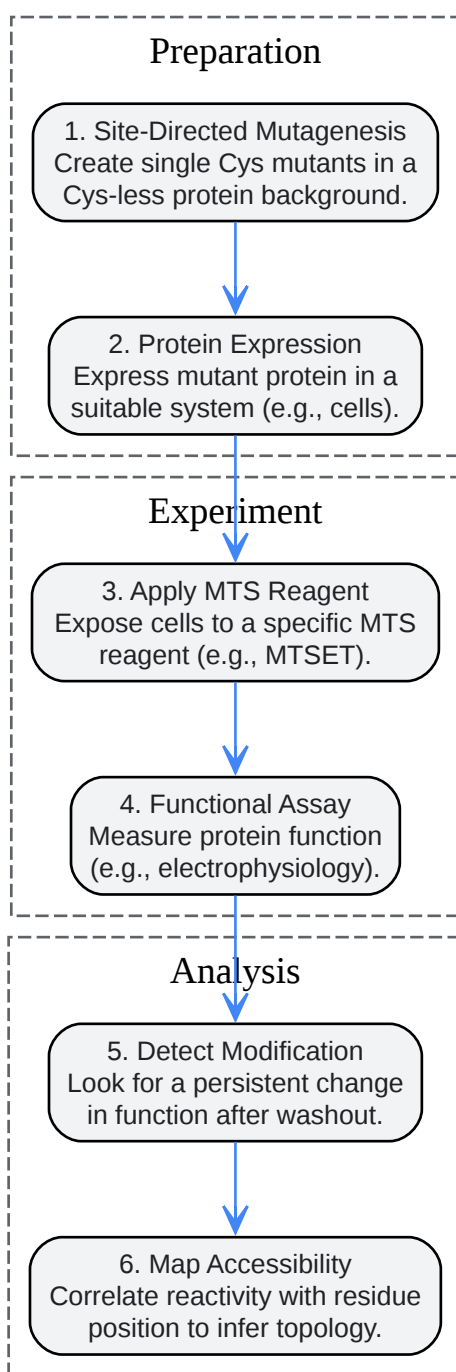 Preparation
1. Site-Directed Mutagenesis
Create single Cys mutants in a
Cys-less protein background.
2. Protein Expression
Express mutant protein in a
suitable system (e.g., cells).
Experiment
3. Apply MTS Reagent
Expose cells to a specific MTS
reagent (e.g., MTSET).
4. Functional Assay
Measure protein function
(e.g., electrophysiology).
Analysis
5. Detect Modification
Look for a persistent change
in function after washout.
6. Map Accessibility
Correlate reactivity with residue
position to infer topology.